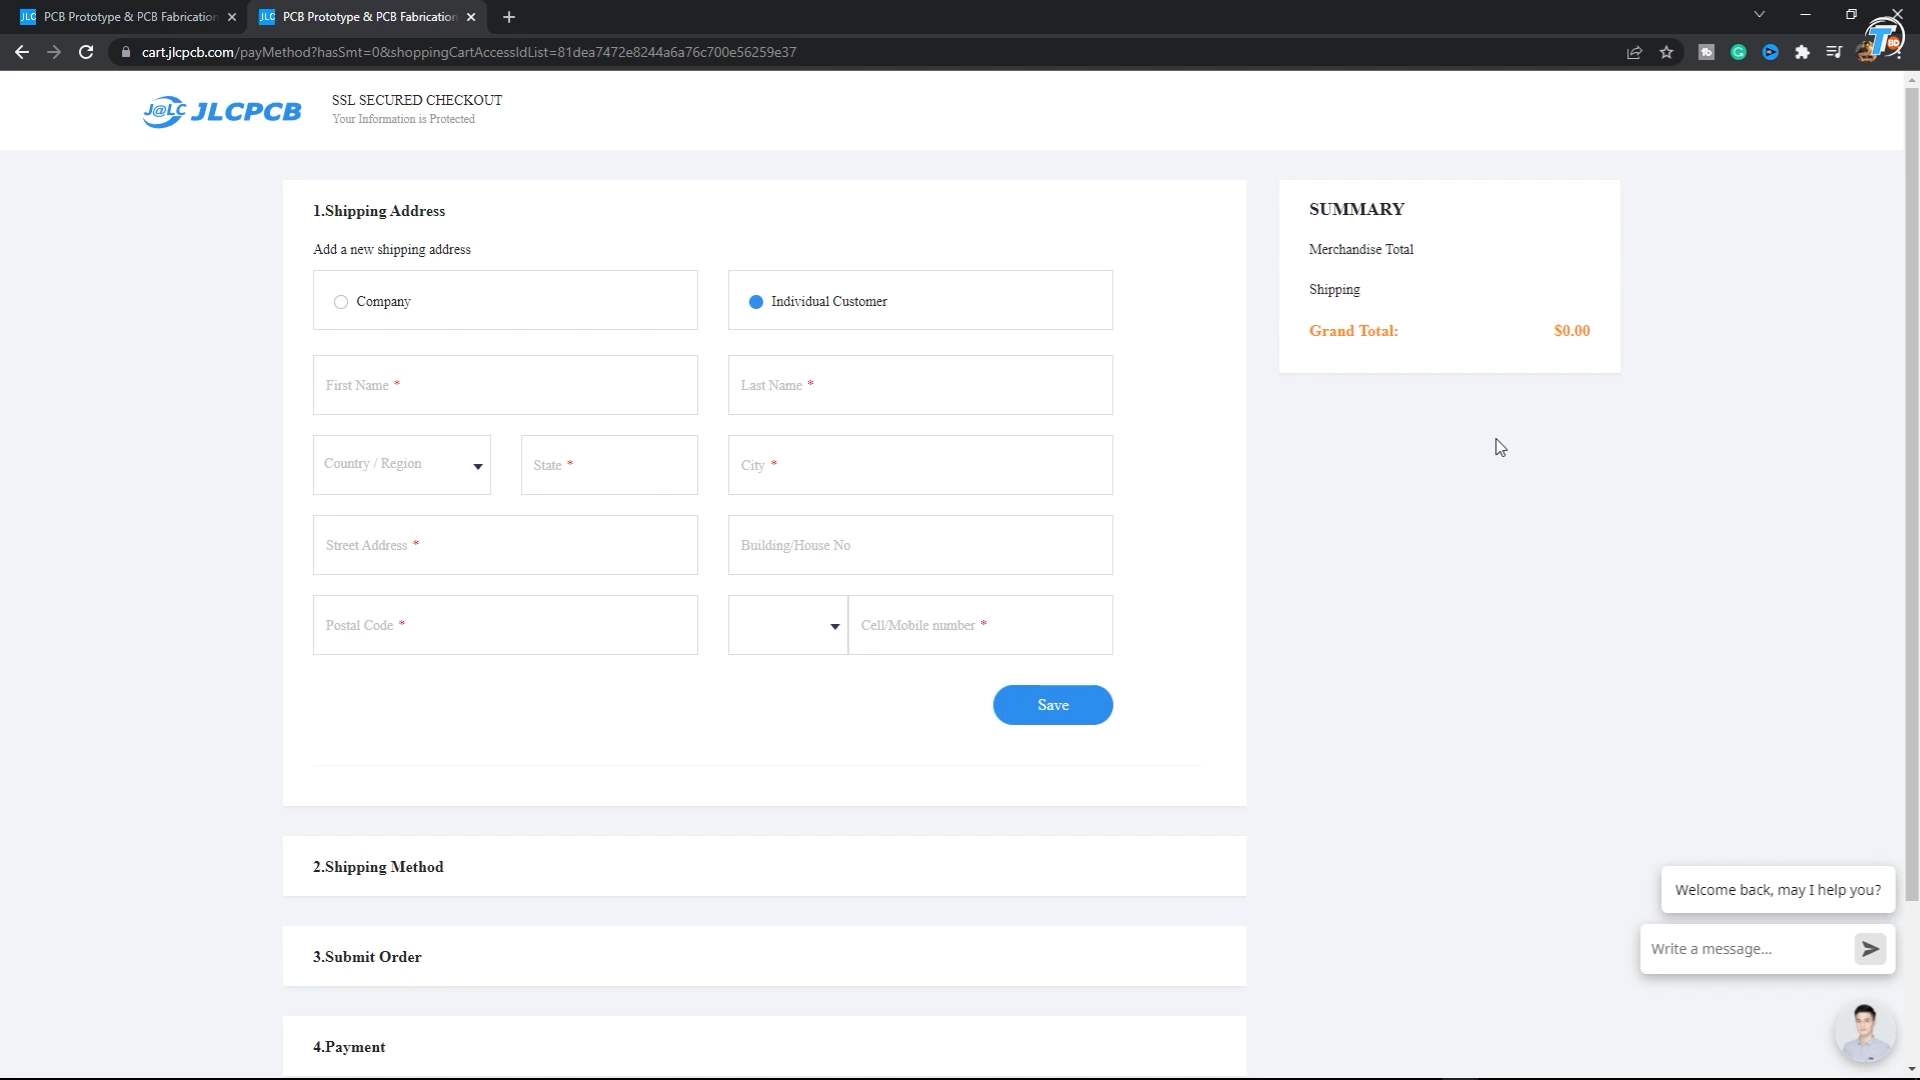 JLC PCB Prototype & PCB Fabrication
JLC PCB Prototype & PCB Fabrication
cart.jlcpcb.com/payMethod?hasSmt=0&shoppingCartAccessIdList=81dea7472e8244a6a76c700e56259e37
J@LC JLCPCB
SSL SECURED CHECKOUT
Your Information is Protected
1.Shipping Address
Add a new shipping address
Company
Individual Customer
First Name *
Last Name *
Country / Region
State *
City *
Street Address *
Building/House No
Postal Code *
Cell/Mobile number *
Save
2.Shipping Method
3.Submit Order
4.Payment
SUMMARY
Merchandise Total
Shipping
Grand Total: $0.00
Welcome back, may I help you?
Write a message...